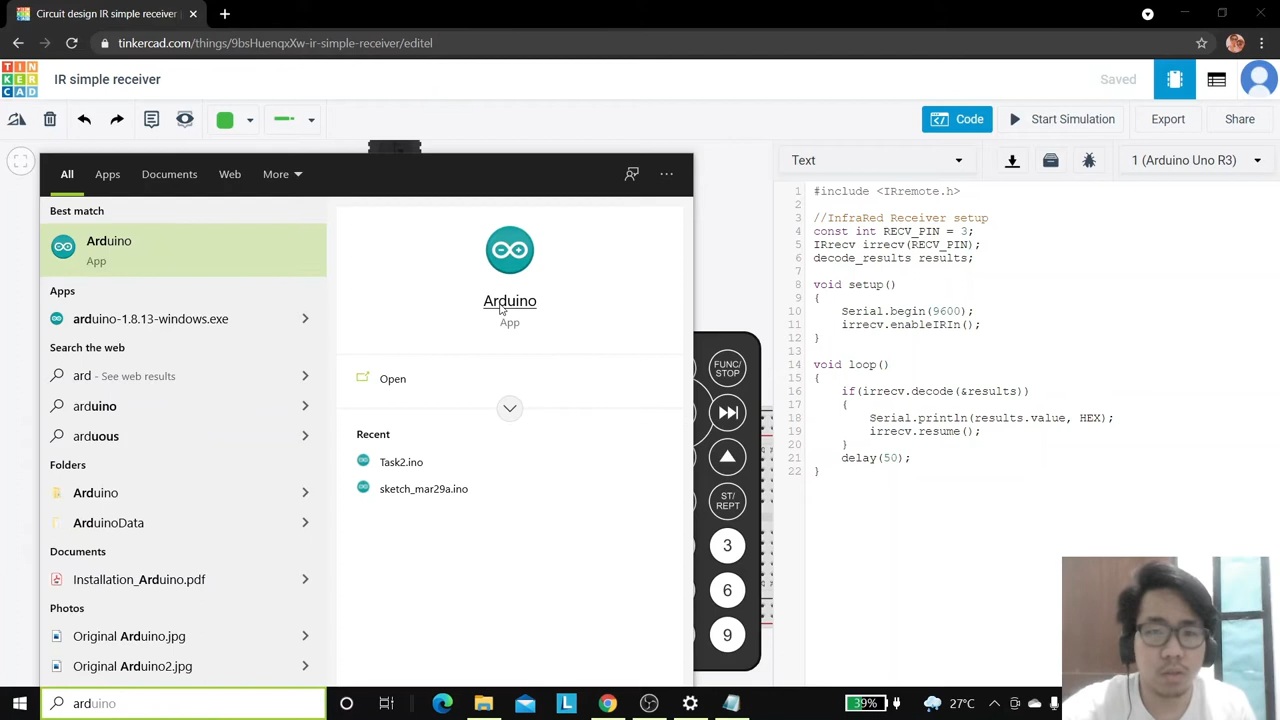 Circuit design IR simple receiver
tinkercad.com/things/9bsHuenqxXw-ir-simple-receiver/editel
TIN
KER
CAD
IR simple receiver
Saved
Code
Start Simulation
Export
Share
All
Apps
Documents
Web
More
Best match
Arduino
App
Apps
arduino-1.8.13-windows.exe
Search the web
ard - See web results
arduino
arduous
Folders
Arduino
ArduinoData
Documents
Installation_Arduino.pdf
Photos
Original Arduino.jpg
Original Arduino2.jpg
arduino
Arduino
App
Open
Recent
Task2.ino
sketch_mar29a.ino
FUNC/
STOP
ST/
REPT
3
6
9
Text
1 (Arduino Uno R3)
1 #include <IRremote.h>
2
3 //InfraRed Receiver setup
4 const int RECV_PIN = 3;
5 IRrecv irrecv(RECV_PIN);
6 decode_results results;
7
8 void setup()
9 {
10 Serial.begin(9600);
11 irrecv.enableIRIn();
12 }
13
14 void loop()
15 {
16 if(irrecv.decode(&results))
17 {
18 Serial.println(results.value, HEX);
19 irrecv.resume();
20 }
21 delay(50);
22 }
L
39%
27°C